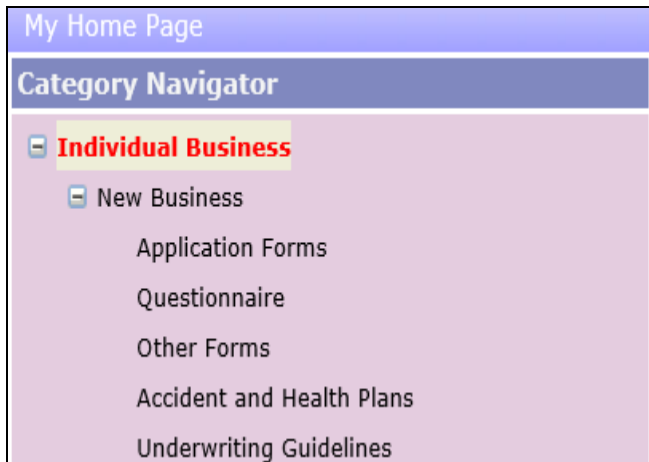 My Home Page
Category Navigator
Individual Business
New Business
Application Forms
Questionnaire
Other Forms
Accident and Health Plans
Underwriting Guidelines